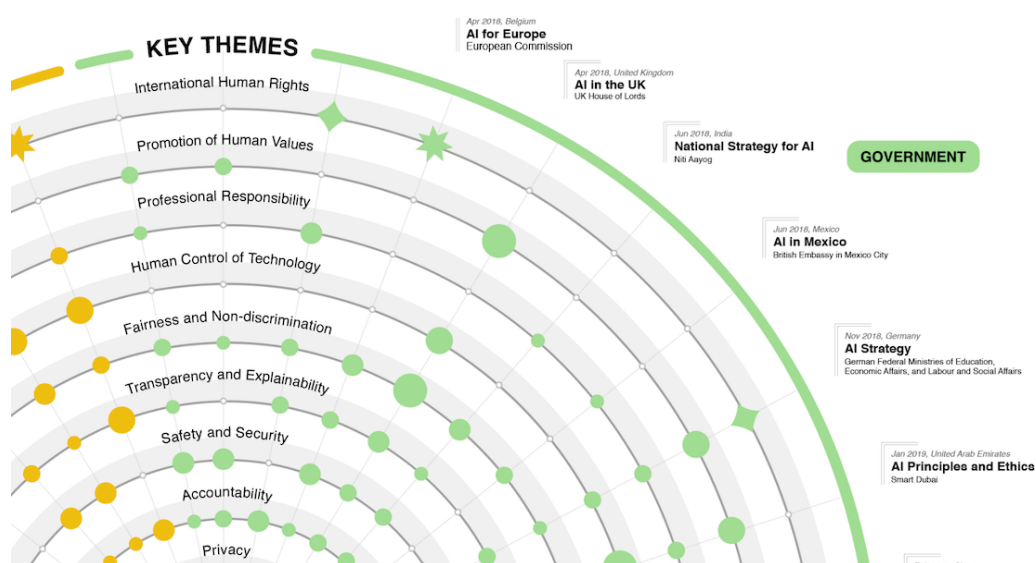 KEY THEMES
International Human Rights
Promotion of Human Values
Professional Responsibility
Human Control of Technology
Fairness and Non-discrimination
Transparency and Explainability
Safety and Security
Accountability
Privacy
Apr 2018, Belgium
AI for Europe
European Commission
Apr 2018, United Kingdom
AI in the UK
UK House of Lords
Jun 2018, India
National Strategy for AI
Niti Aayog
GOVERNMENT
Jun 2018, Mexico
AI in Mexico
British Embassy in Mexico City
Nov 2018, Germany
AI Strategy
German Federal Ministries of Education,
Economic Affairs, and Labour and Social Affairs
Jan 2019, United Arab Emirates
AI Principles and Ethics
Smart Dubai